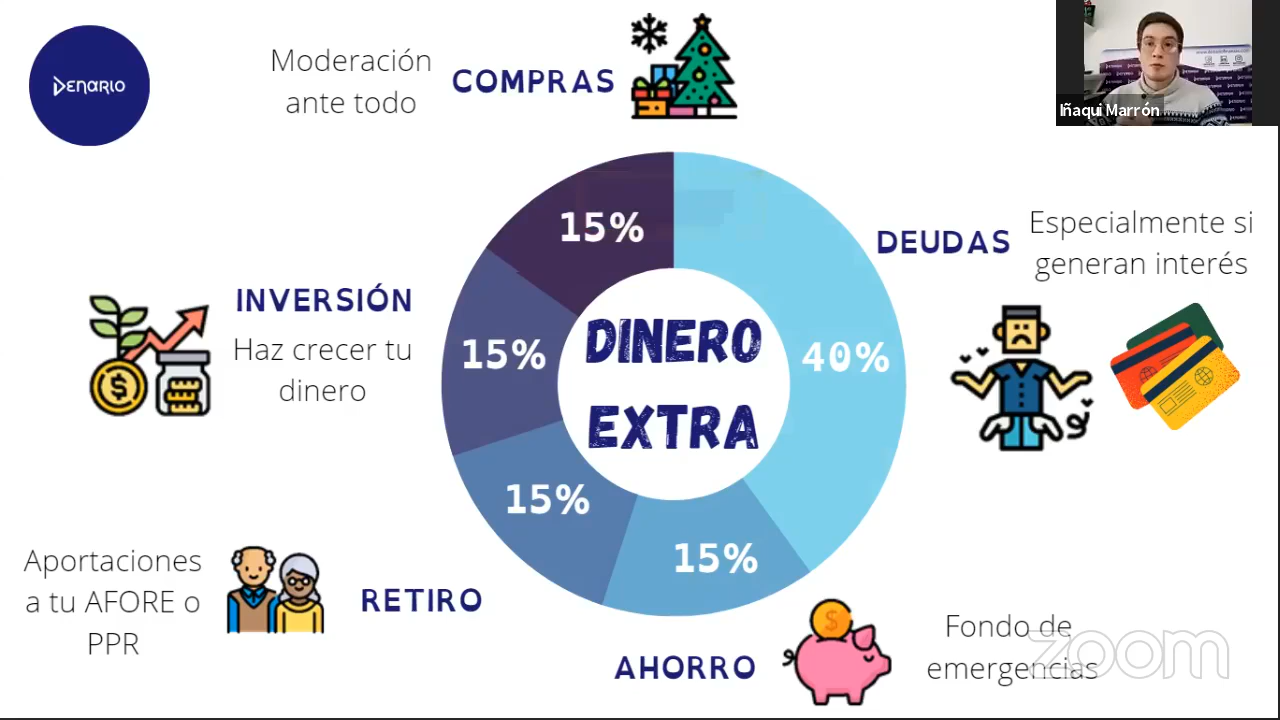 DENARIO
Moderación
ante todo
COMPRAS
Iñaqui Marrón
15%
DEUDAS
Especialmente si
generan interés
INVERSIÓN
Haz crecer tu
dinero
15%
DINERO
EXTRA
40%
15%
15%
Aportaciones
a tu AFORE o
PPR
RETIRO
AHORRO
Fondo de
emergencias
zoom